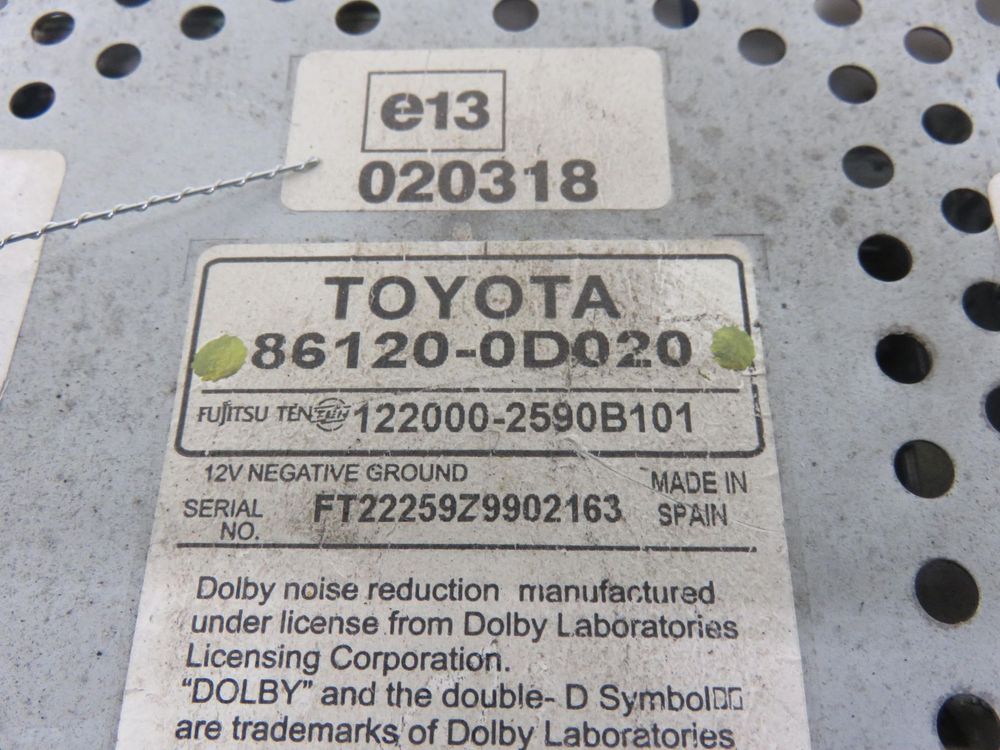 e13
020318
TOYOTA
86120-0D020
FUJITSU TEN TEN 122000-2590B101
12V NEGATIVE GROUND
MADE IN
SPAIN
SERIAL
NO.
FT22259Z9902163
Dolby noise reduction manufactured
under license from Dolby Laboratories
Licensing Corporation.
"DOLBY" and the double- D Symbol
are trademarks of Dolby Laboratories